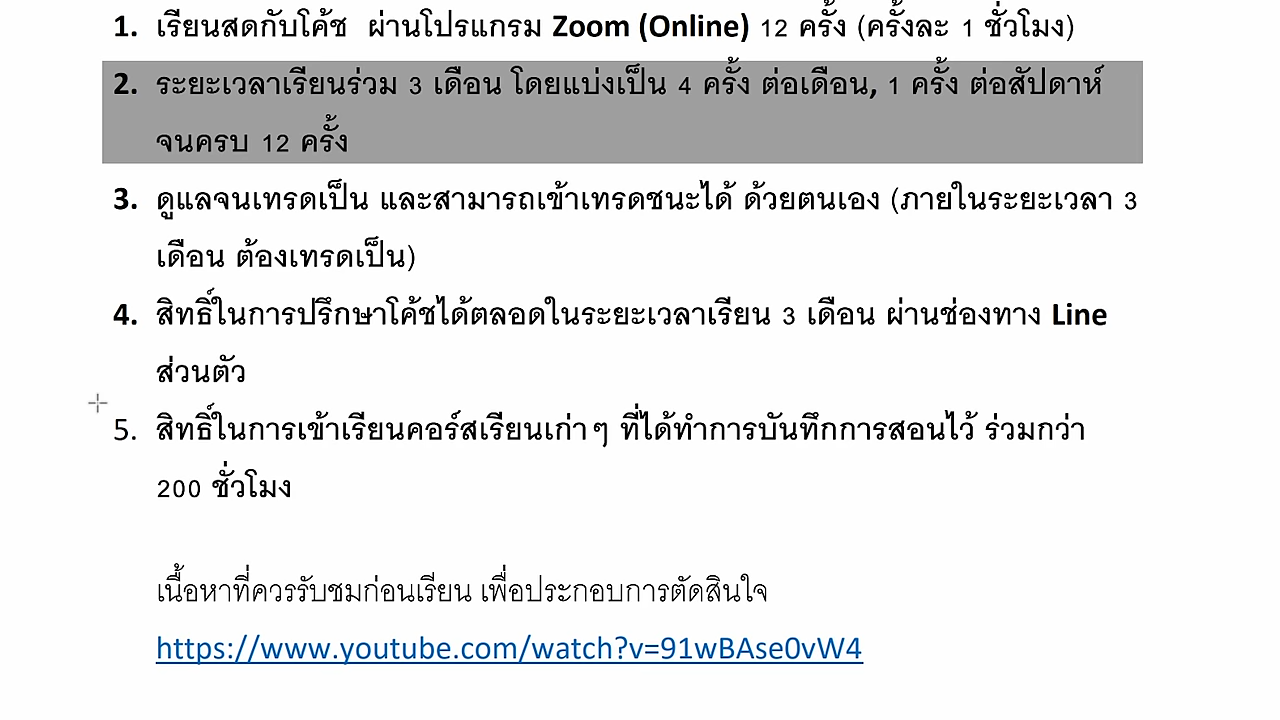 1. เรียนสดกับโค้ช ผ่านโปรแกรม Zoom (Online) 12 ครั้ง (ครั้งละ 1 ชั่วโมง)
2. ระยะเวลาเรียนร่วม 3 เดือน โดยแบ่งเป็น 4 ครั้ง ต่อเดือน, 1 ครั้ง ต่อสัปดาห์
จนครบ 12 ครั้ง
3. ดูแลจนเทรดเป็น และสามารถเข้าเทรดชนะได้ ด้วยตนเอง (ภายในระยะเวลา 3
เดือน ต้องเทรดเป็น)
4. สิทธิ์ในการปรึกษาโค้ชได้ตลอดในระยะเวลาเรียน 3 เดือน ผ่านช่องทาง Line
ส่วนตัว
5. สิทธิ์ในการเข้าเรียนคอร์สเรียนเก่าๆ ที่ได้ทำการบันทึกการสอนไว้ ร่วมกว่า
200 ชั่วโมง
เนื้อหาที่ควรรับชมก่อนเรียน เพื่อประกอบการตัดสินใจ
https://www.youtube.com/watch?v=91wBAse0vW4